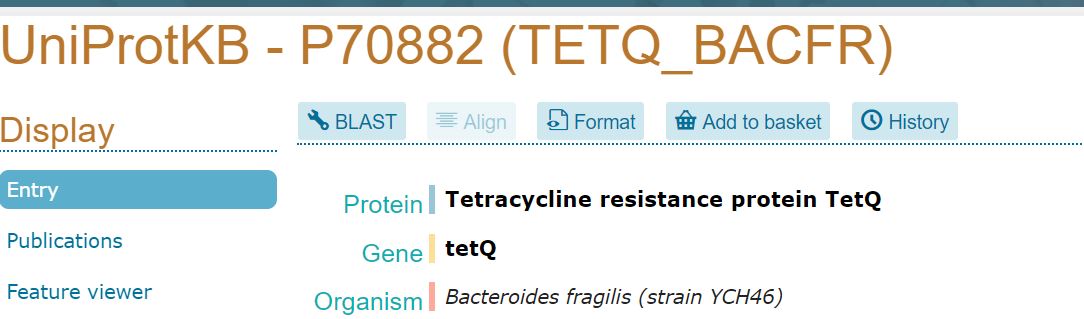 UniProtKB - P70882 (TETQ_BACFR)
Display
BLAST Align Format Add to basket History
Entry
Protein Tetracycline resistance protein TetQ
Publications
Gene tetQ
Feature viewer
Organism Bacteroides fragilis (strain YCH46)